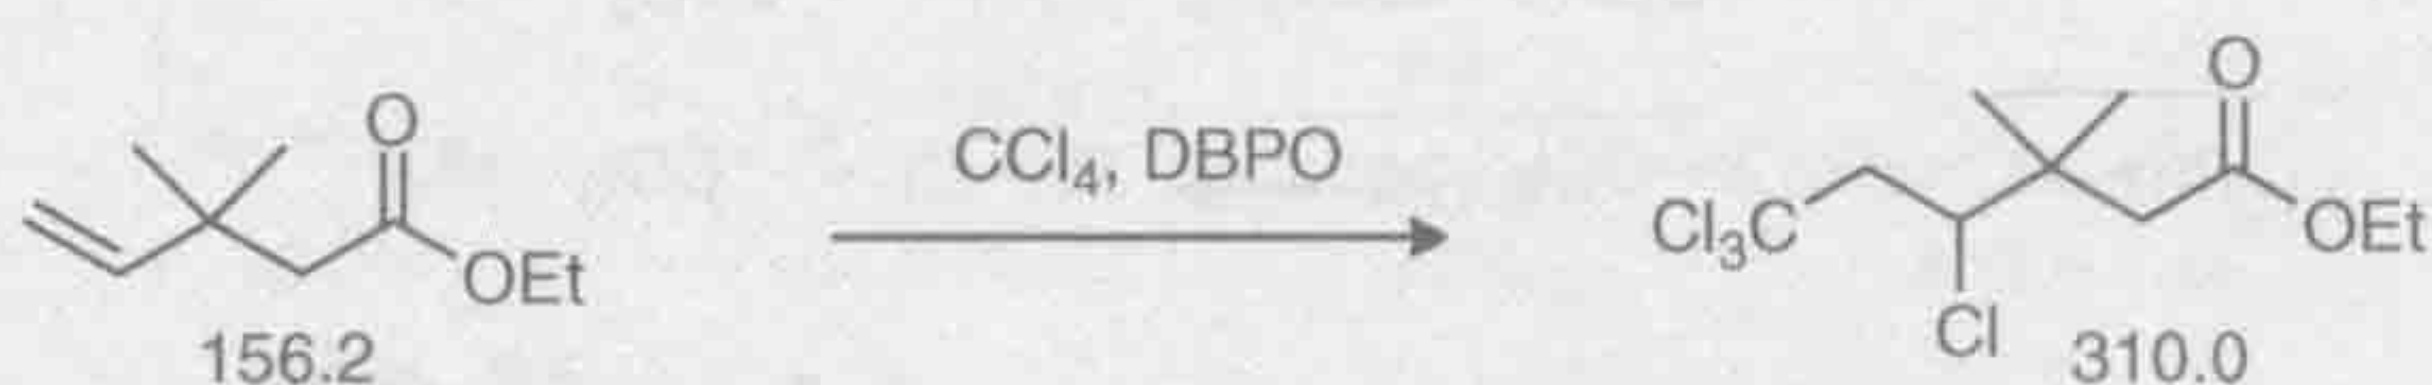 O
OEt
156.2
CCl₄, DBPO
Cl₃C
Cl
O
OEt
310.0